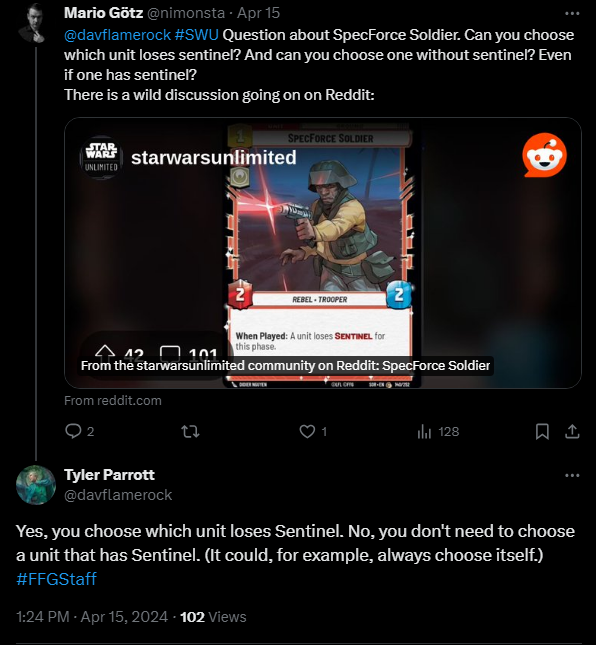 Mario Götz @nimonsta · Apr 15
@davflamerock #SWU Question about SpecForce Soldier. Can you choose
which unit loses sentinel? And can you choose one without sentinel? Even
if one has sentinel?
There is a wild discussion going on on Reddit:
1
SPECFORCE SOLDIER
STAR
WARS
UNLIMITED
starwarsunlimited
2
REBEL • TROOPER
2
When Played: A unit loses SENTINEL for
this phase.
42
101
From the starwarsunlimited community on Reddit: SpecForce Soldier
From reddit.com
2
1
128
Tyler Parrott
@davflamerock
Yes, you choose which unit loses Sentinel. No, you don't need to choose
a unit that has Sentinel. (It could, for example, always choose itself.)
#FFGStaff
1:24 PM · Apr 15, 2024 · 102 Views